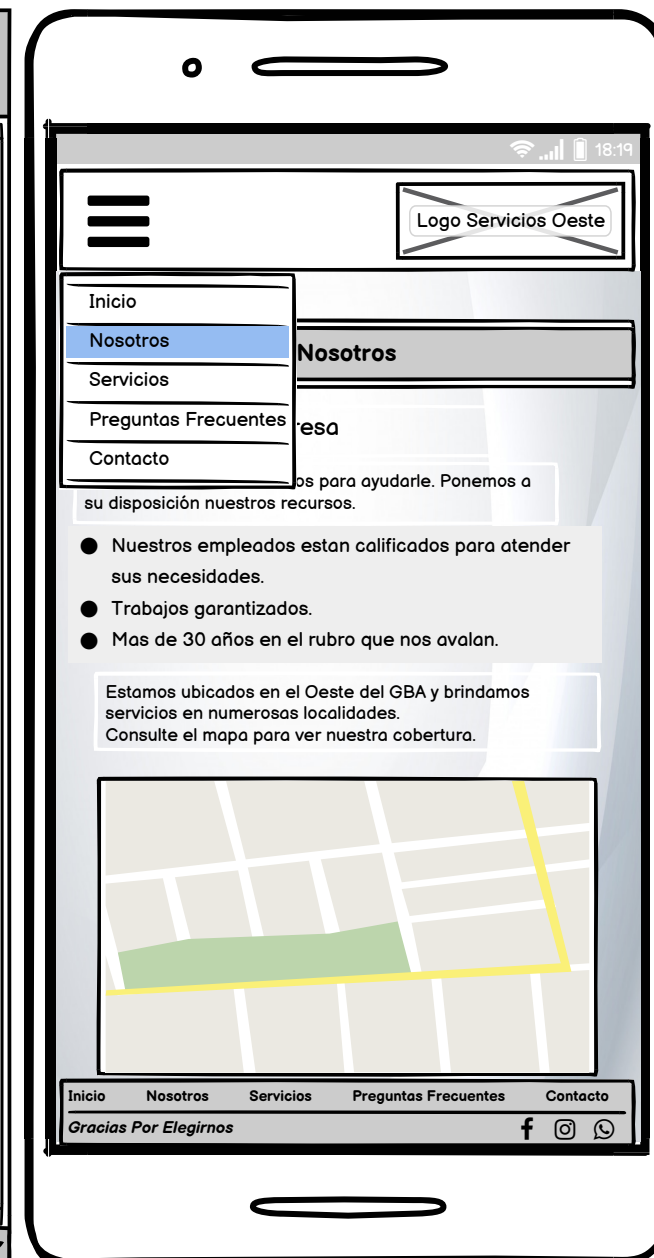 18:19
Logo Servicios Oeste
Inicio
Nosotros
Servicios
Preguntas Frecuentes
Contacto
Nosotros
para ayudarle. Ponemos a
su disposición nuestros recursos.
Nuestros empleados estan calificados para atender
sus necesidades.
Trabajos garantizados.
Mas de 30 años en el rubro que nos avalan.
Estamos ubicados en el Oeste del GBA y brindamos
servicios en numerosas localidades.
Consulte el mapa para ver nuestra cobertura.
Inicio Nosotros Servicios Preguntas Frecuentes Contacto
Gracias Por Elegirnos